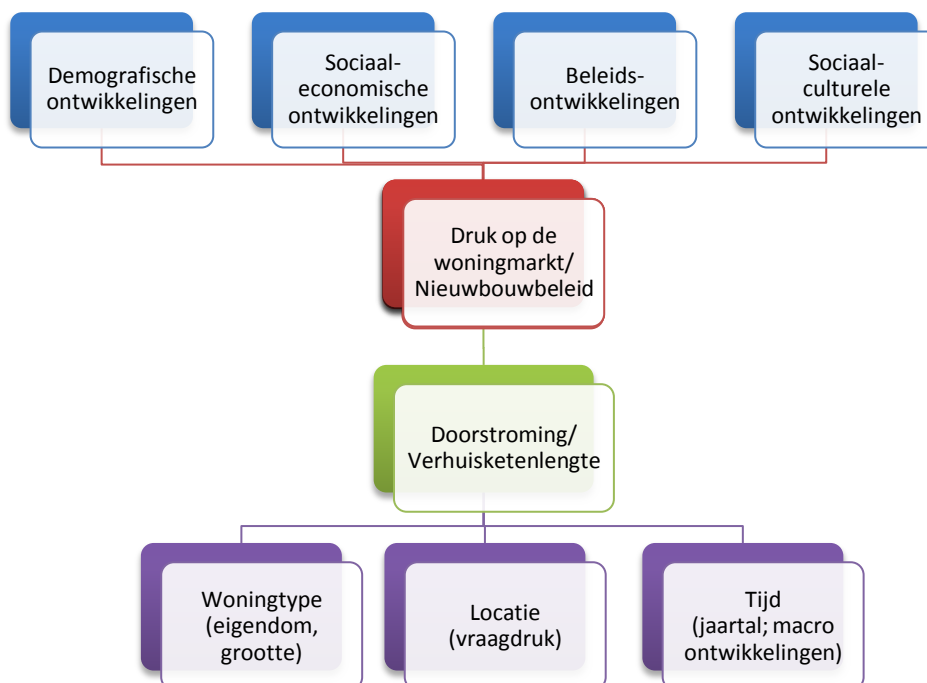 Demografische
ontwikkelingen
Sociaal-
economische
ontwikkelingen
Beleids-
ontwikkelingen
Sociaal-
culturele
ontwikkelingen
Druk op de
woningmarkt/
Nieuwbouwbeleid
Doorstroming/
Verhuisketenlengte
Woningtype
(eigendom,
grootte)
Locatie
(vraagdruk)
Tijd
(jaartal; macro
ontwikkelingen)